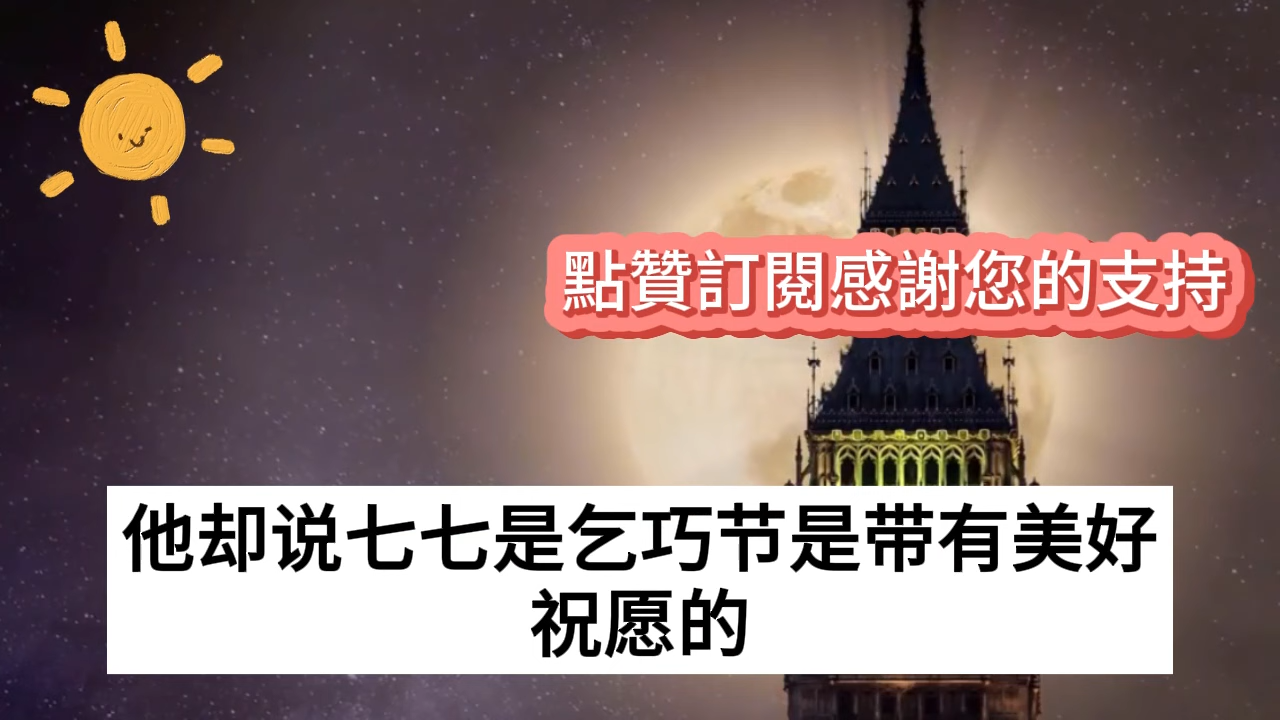 點贊訂閱感謝您的支持
他却说七七是乞巧节是带有美好
祝愿的